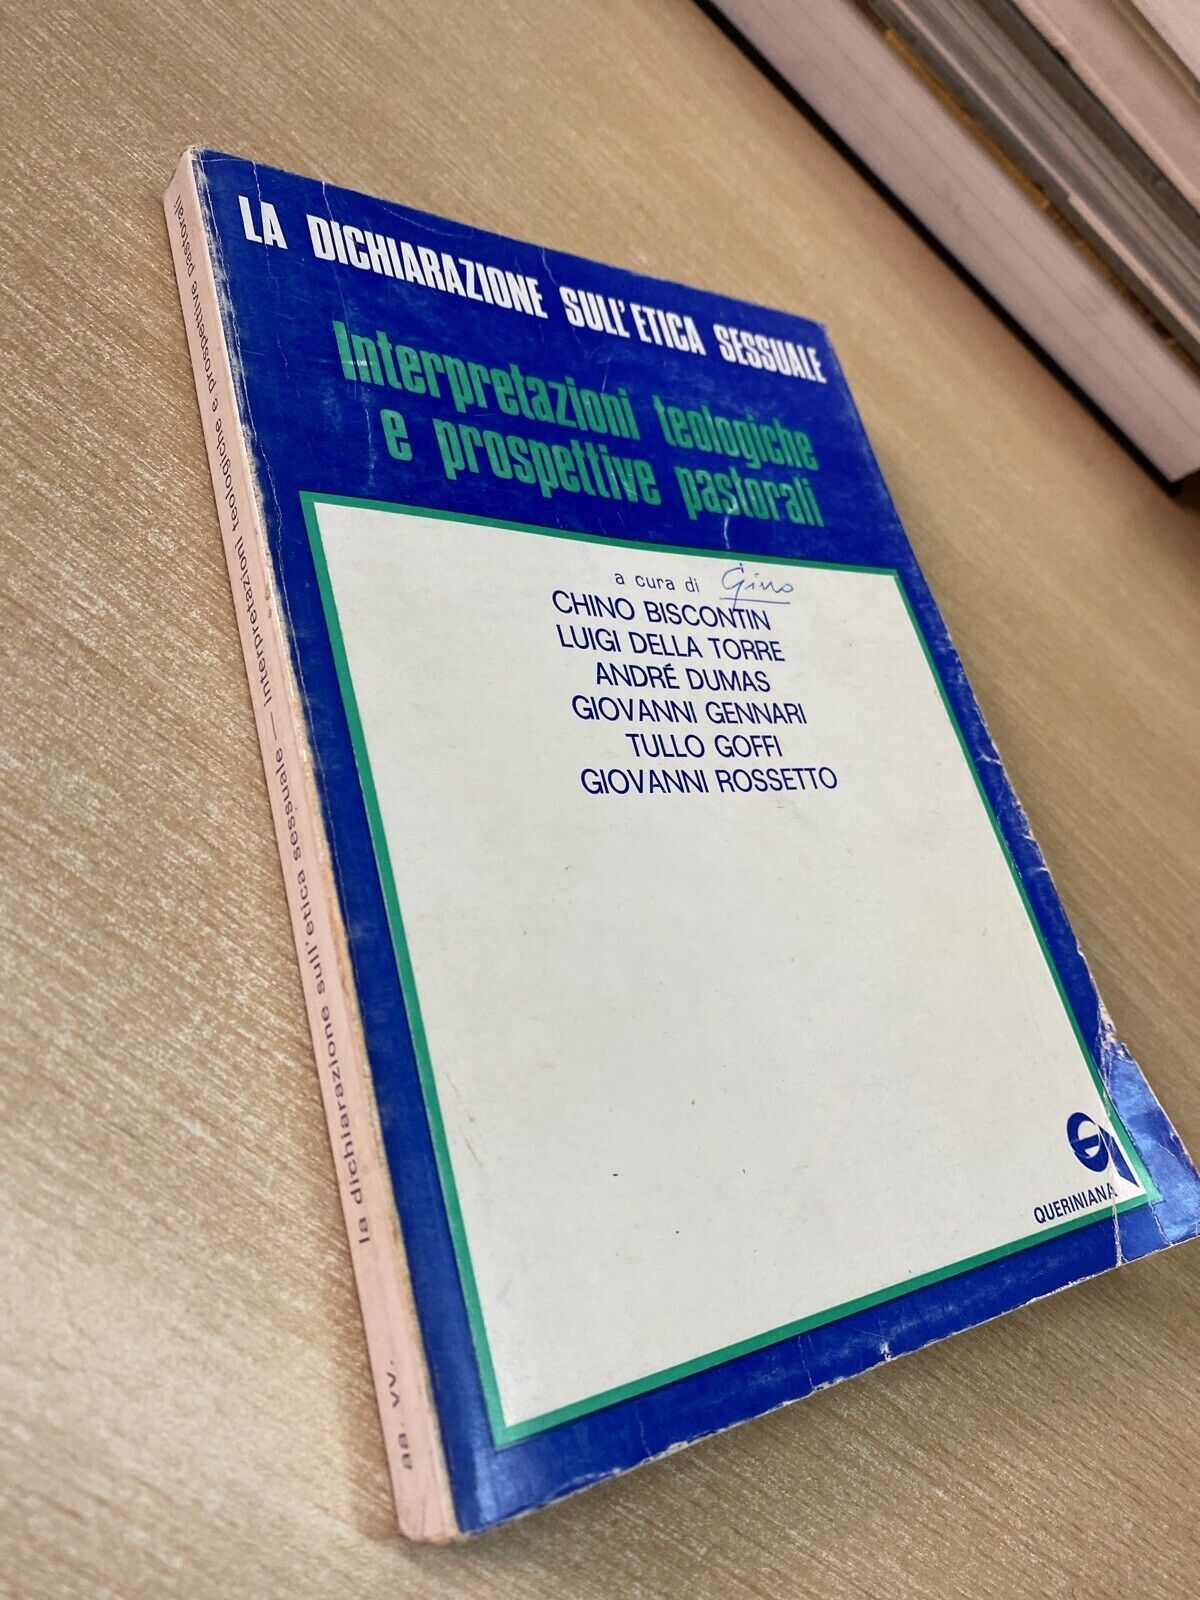 LA DICHIARAZIONE SULL'ETICA SESSUALE
Interpretazioni teologiche
e prospettive pastorali
a cura di Gino
CHINO BISCONTIN
LUIGI DELLA TORRE
ANDRÉ DUMAS
GIOVANNI GENNARI
TULLO GOFFI
GIOVANNI ROSSETTO
QUERINIANA
aa. vv. la dichiarazione sull'etica sessuale — interpretazioni teologiche e prospettive pastorali